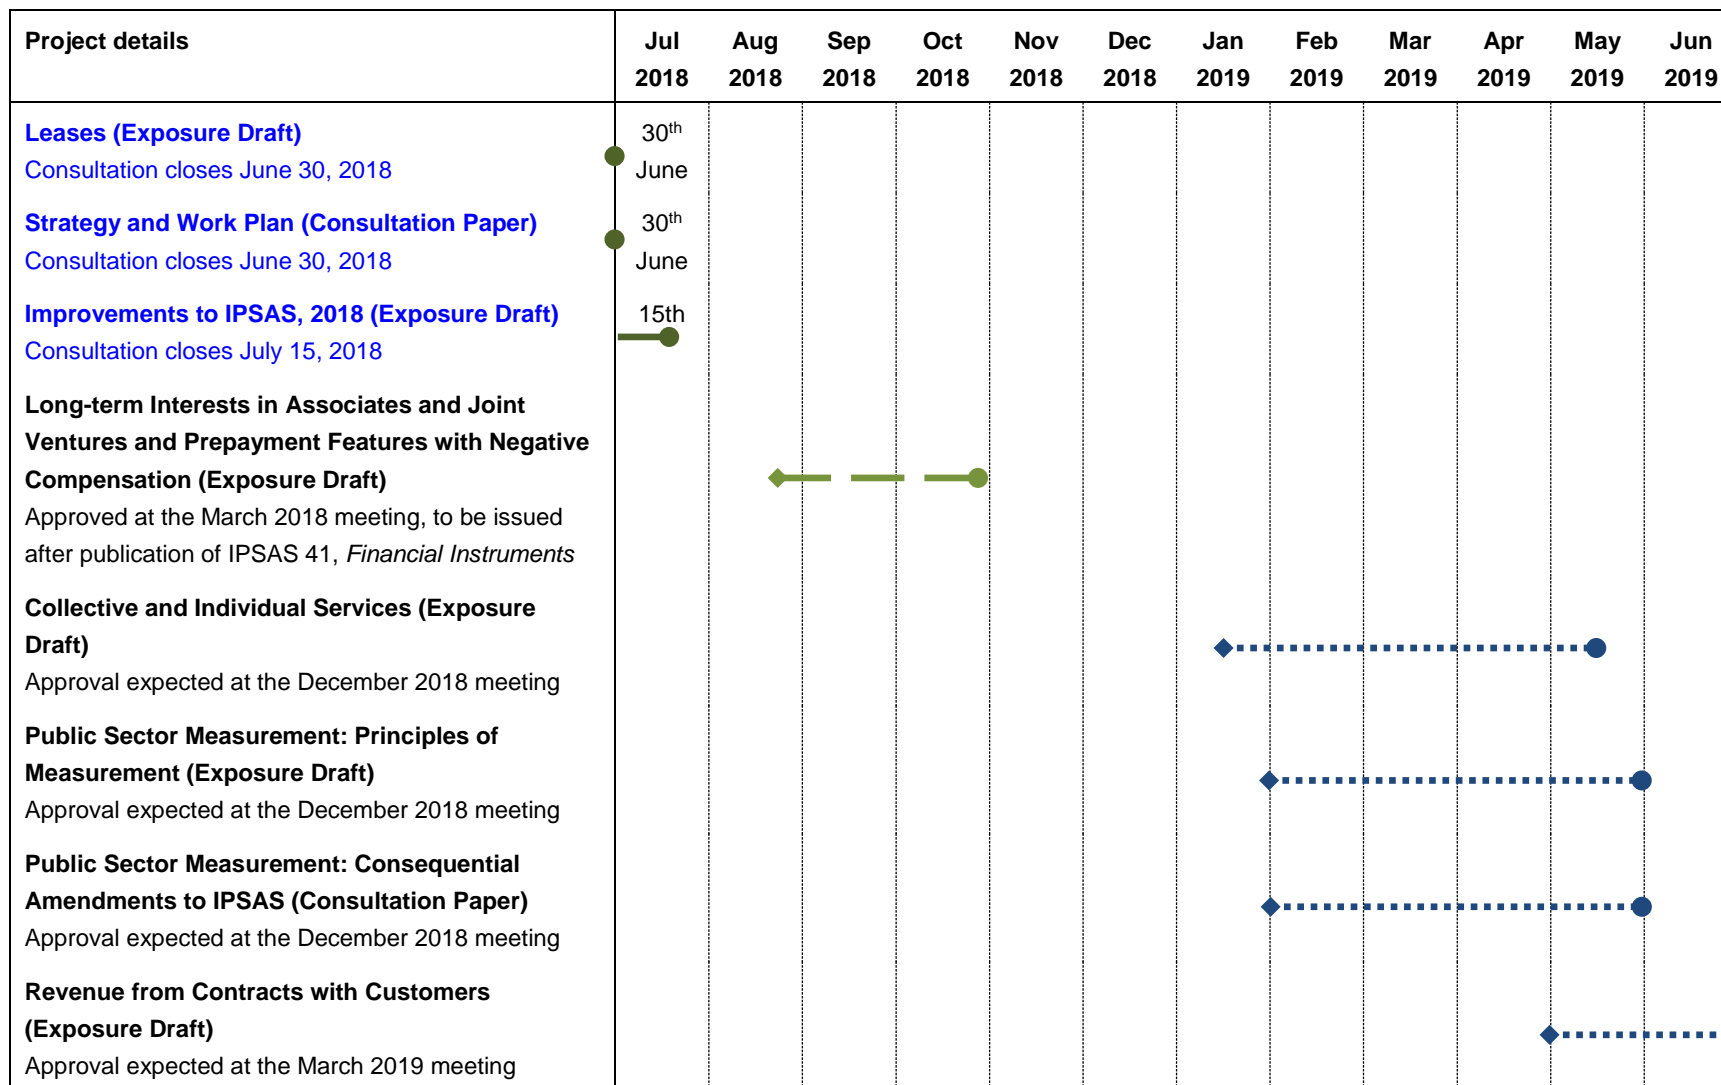 Project details Jul Aug Sep Oct Nov Dec Jan Feb Mar Apr May Jun
2018 2018 2018 2018 2018 2018 2019 2019 2019 2019 2019 2019
Leases (Exposure Draft) 30th
Consultation closes June 30, 2018 June
Strategy and Work Plan (Consultation Paper) 30th
Consultation closes June 30, 2018 June
Improvements to IPSAS, 2018 (Exposure Draft) 15th
Consultation closes July 15, 2018
Long-term Interests in Associates and Joint
Ventures and Prepayment Features with Negative
Compensation (Exposure Draft)
Approved at the March 2018 meeting, to be issued
after publication of IPSAS 41, Financial Instruments
Collective and Individual Services (Exposure
Draft)
Approval expected at the December 2018 meeting
Public Sector Measurement: Principles of
Measurement (Exposure Draft)
Approval expected at the December 2018 meeting
Public Sector Measurement: Consequential
Amendments to IPSAS (Consultation Paper)
Approval expected at the December 2018 meeting
Revenue from Contracts with Customers
(Exposure Draft)
Approval expected at the March 2019 meeting